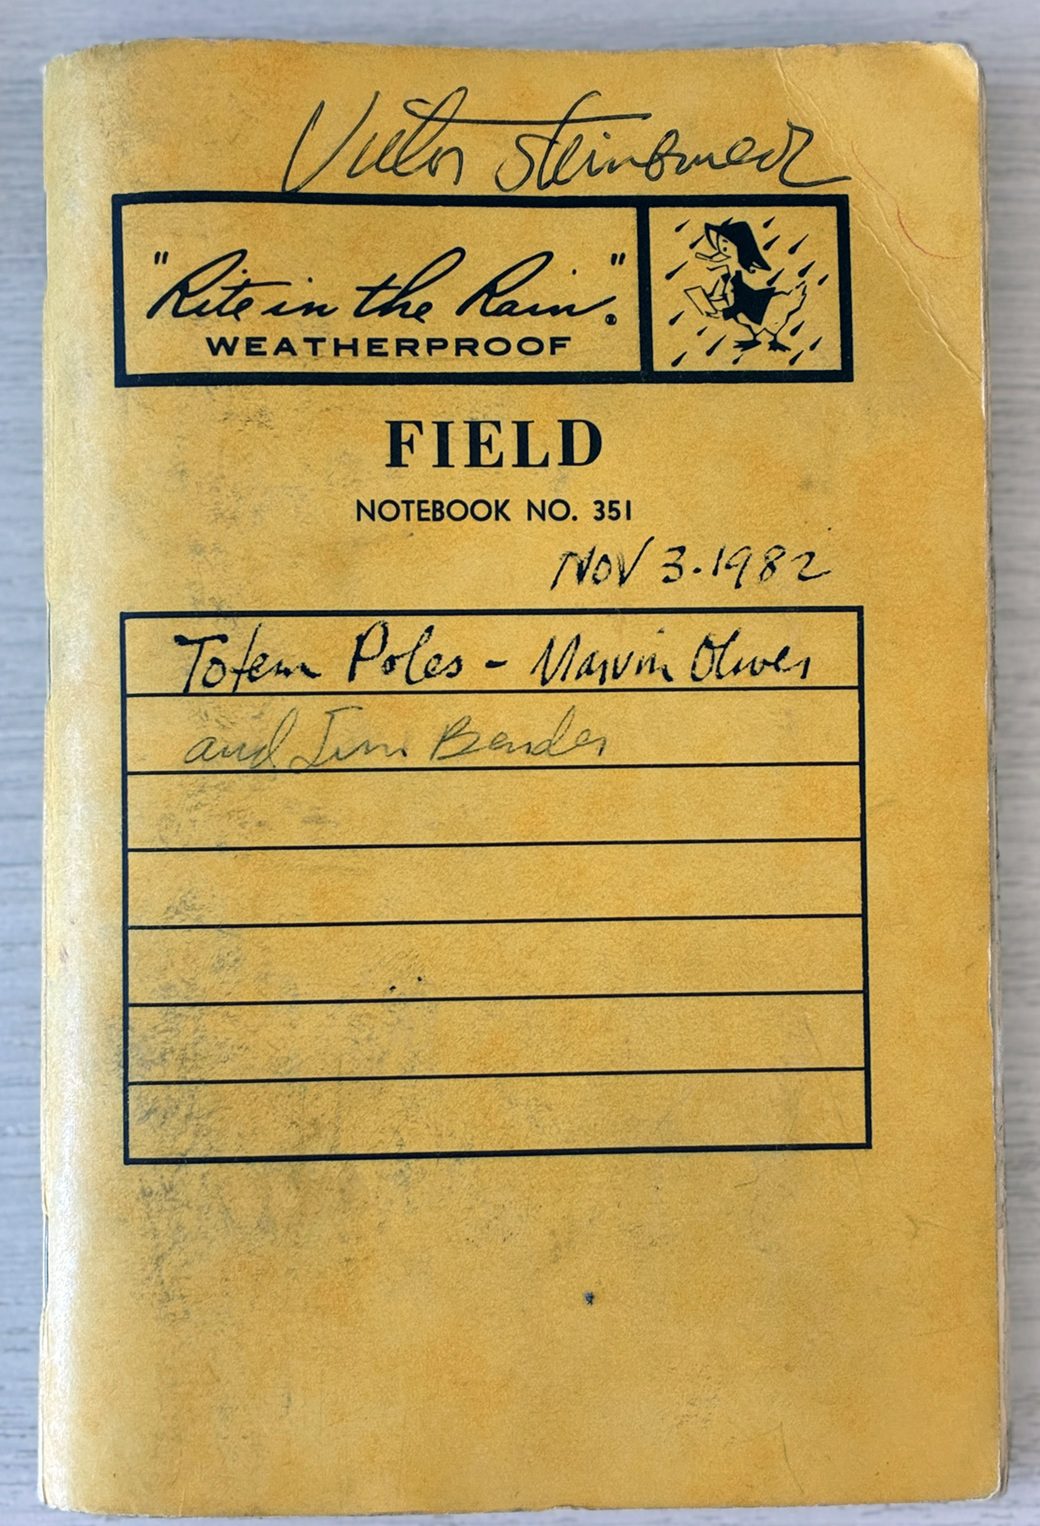 Victor Steinbrueck
"Rite in the Rain"®
WEATHERPROOF
FIELD
NOTEBOOK NO. 351
NOV 3.1982
Totem Poles - Marvin Oliver
and Jim Bender